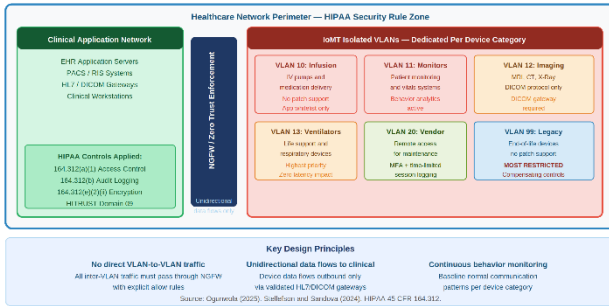 Healthcare Network Perimeter — HIPAA Security Rule Zone
Clinical Application Network
EHR Application Servers
PACS / RIS Systems
HL7 / DICOM Gateways
Clinical Workstations
HIPAA Controls Applied:
164.312(a)(1) Access Control
164.312(b) Audit Logging
164.312(e)(2)(ii) Encryption
HITRUST Domain 09
NGFW / Zero Trust Enforcement
Unidirectional
data flows only
IoMT Isolated VLANs — Dedicated Per Device Category
VLAN 10: Infusion
IV pumps and
medication delivery
No patch support
only
VLAN 11: Monitors
Patient monitoring
and vitals systems
Behavior analytics
active
VLAN 12: Imaging
MRI, CT, X-Ray
DICOM protocol only
DICOM gateway
required
VLAN 13: Ventilators
Life support and
respiratory devices
Highest priority
Zero latency impact
VLAN 20: Vendor
Remote access
for maintenance
MFA + time-limited
session logging
VLAN 99: Legacy
End-of-life devices
no patch support
MOST RESTRICTED
Compensating controls
Key Design Principles
No direct VLAN-to-VLAN traffic
All inter-VLAN traffic must pass through NGFW
with explicit allow rules
Unidirectional data flows to clinical
Device data flows outbound only
via validated HL7/DICOM gateways
Continuous behavior monitoring
Baseline normal communication
patterns per device category
Source: (2025). and (2024). HIPAA 45 CFR 164.312.